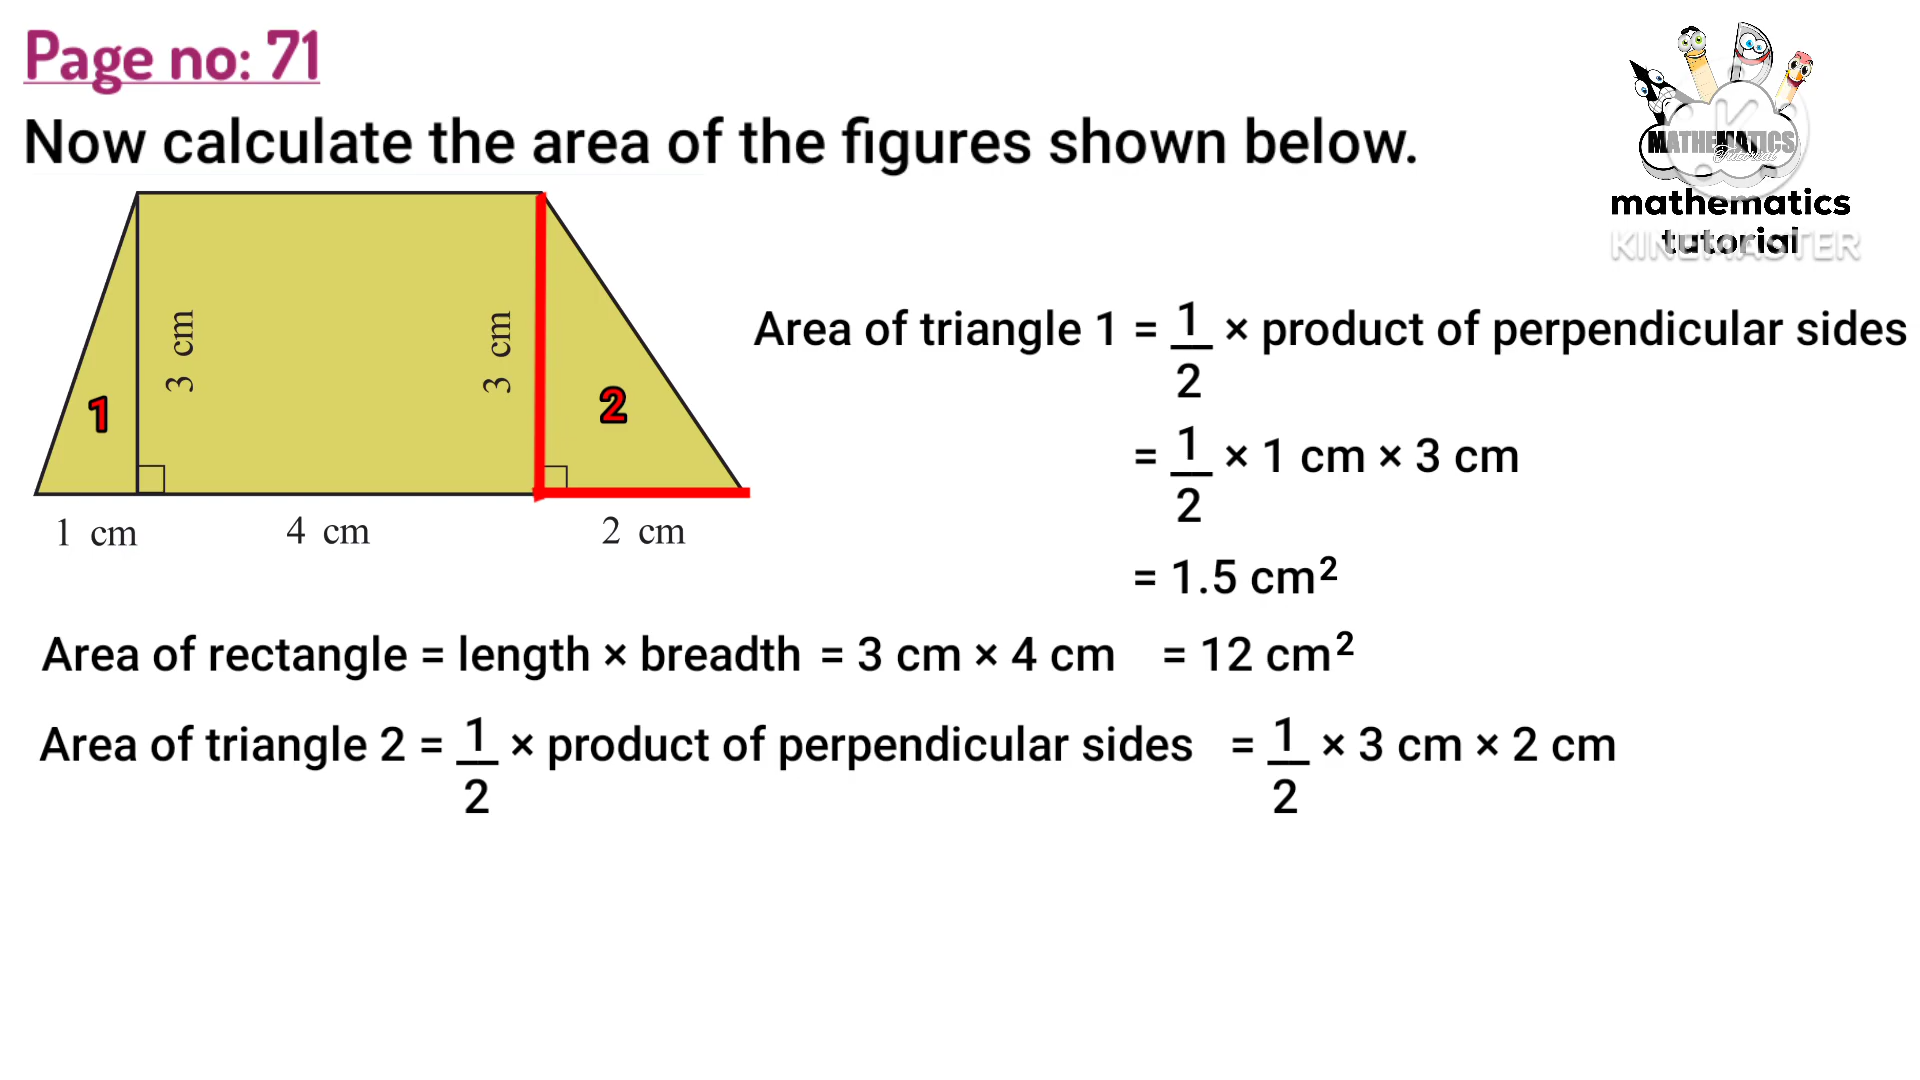 Page no: 71
Now calculate the area of the figures shown below.
MATHEMATICS
Tutorial
mathematics
tutorial
KINEMASTER
3 cm
3 cm
1
2
1 cm 4 cm 2 cm
Area of triangle 1 = 1/2 × product of perpendicular sides
= 1/2 × 1 cm × 3 cm
= 1.5 cm²
Area of rectangle = length × breadth = 3 cm × 4 cm = 12 cm²
Area of triangle 2 = 1/2 × product of perpendicular sides = 1/2 × 3 cm × 2 cm